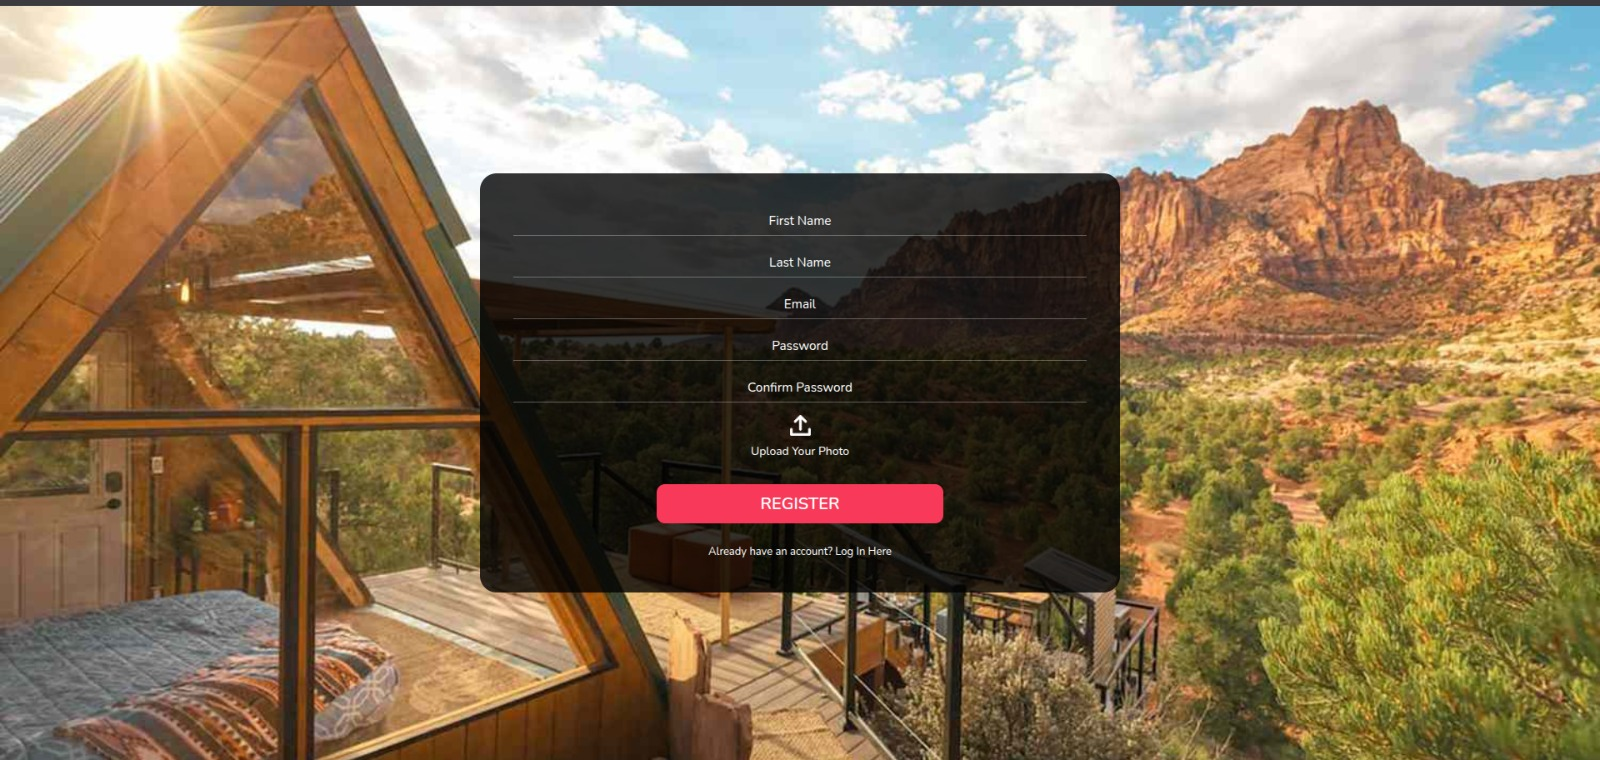 First Name
Last Name
Email
Password
Confirm Password
Upload Your Photo
REGISTER
Already have an account? Log In Here